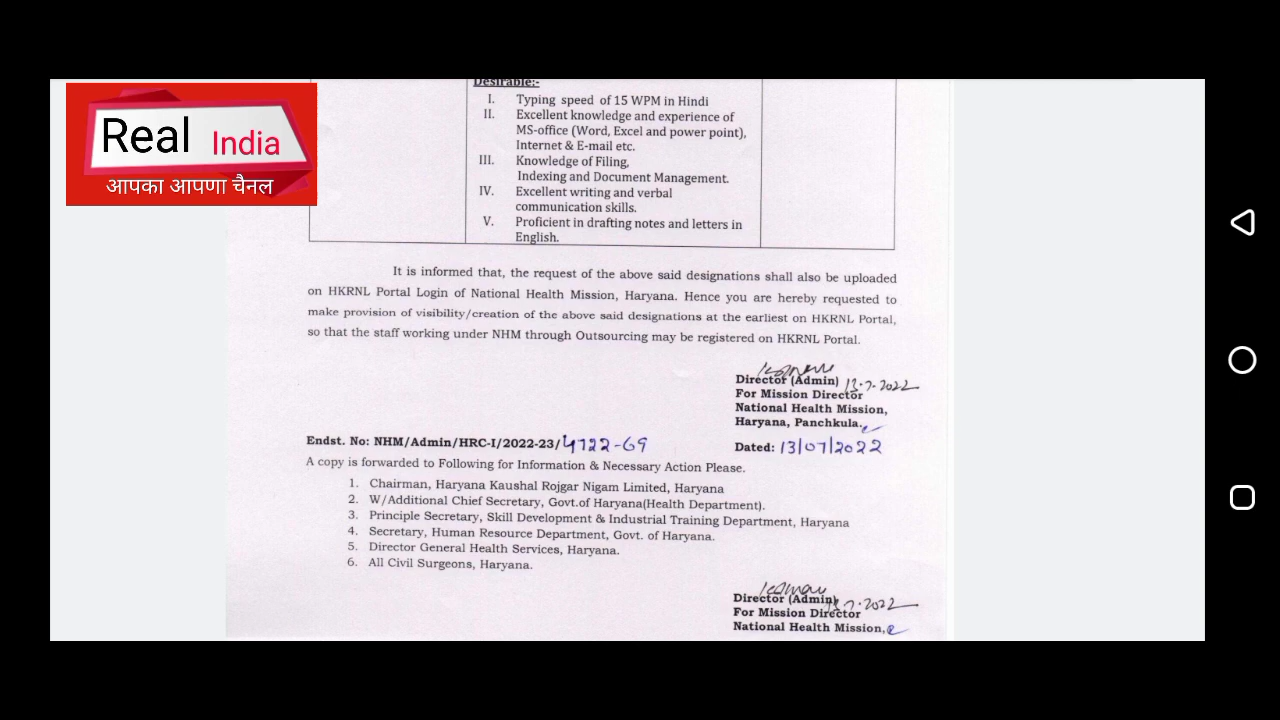 Real India
आपका आपणा चैनल
Desirable:-
I. Typing speed of 15 WPM in Hindi
II. Excellent knowledge and experience of
MS-office (Word, Excel and power point),
Internet & E-mail etc.
III. Knowledge of Filing,
Indexing and Document Management.
IV. Excellent writing and verbal
communication skills.
V. Proficient in drafting notes and letters in
English.
It is informed that, the request of the above said designations shall also be uploaded
on HKRNL Portal Login of National Health Mission, Haryana. Hence you are hereby requested to
make provision of visibility/creation of the above said designations at the earliest on HKRNL Portal,
so that the staff working under NHM through Outsourcing may be registered on HKRNL Portal.
Director (Admin) 13.7.2022
For Mission Director
National Health Mission,
Haryana, Panchkula.
Endst. No: NHM/Admin/HRC-I/2022-23/4722-69 Dated: 13/07/2022
A copy is forwarded to Following for Information & Necessary Action Please.
1. Chairman, Haryana Kaushal Rojgar Nigam Limited, Haryana
2. W/Additional Chief Secretary, Govt.of Haryana(Health Department).
3. Principle Secretary, Skill Development & Industrial Training Department, Haryana
4. Secretary, Human Resource Department, Govt. of Haryana.
5. Director General Health Services, Haryana.
6. All Civil Surgeons, Haryana.
Director (Admin) 13.7.2022
For Mission Director
National Health Mission,